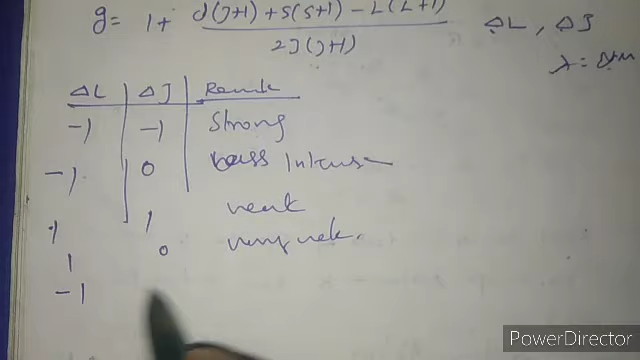 g = 1 + J(J+1) + S(S+1) - L(L+1) / 2J(J+1) ΔL, ΔJ
ΔL ΔJ Remark
-1 -1 Strong
-1 0 Less Intense
1 1 weak
1 0 very
-1
PowerDirector